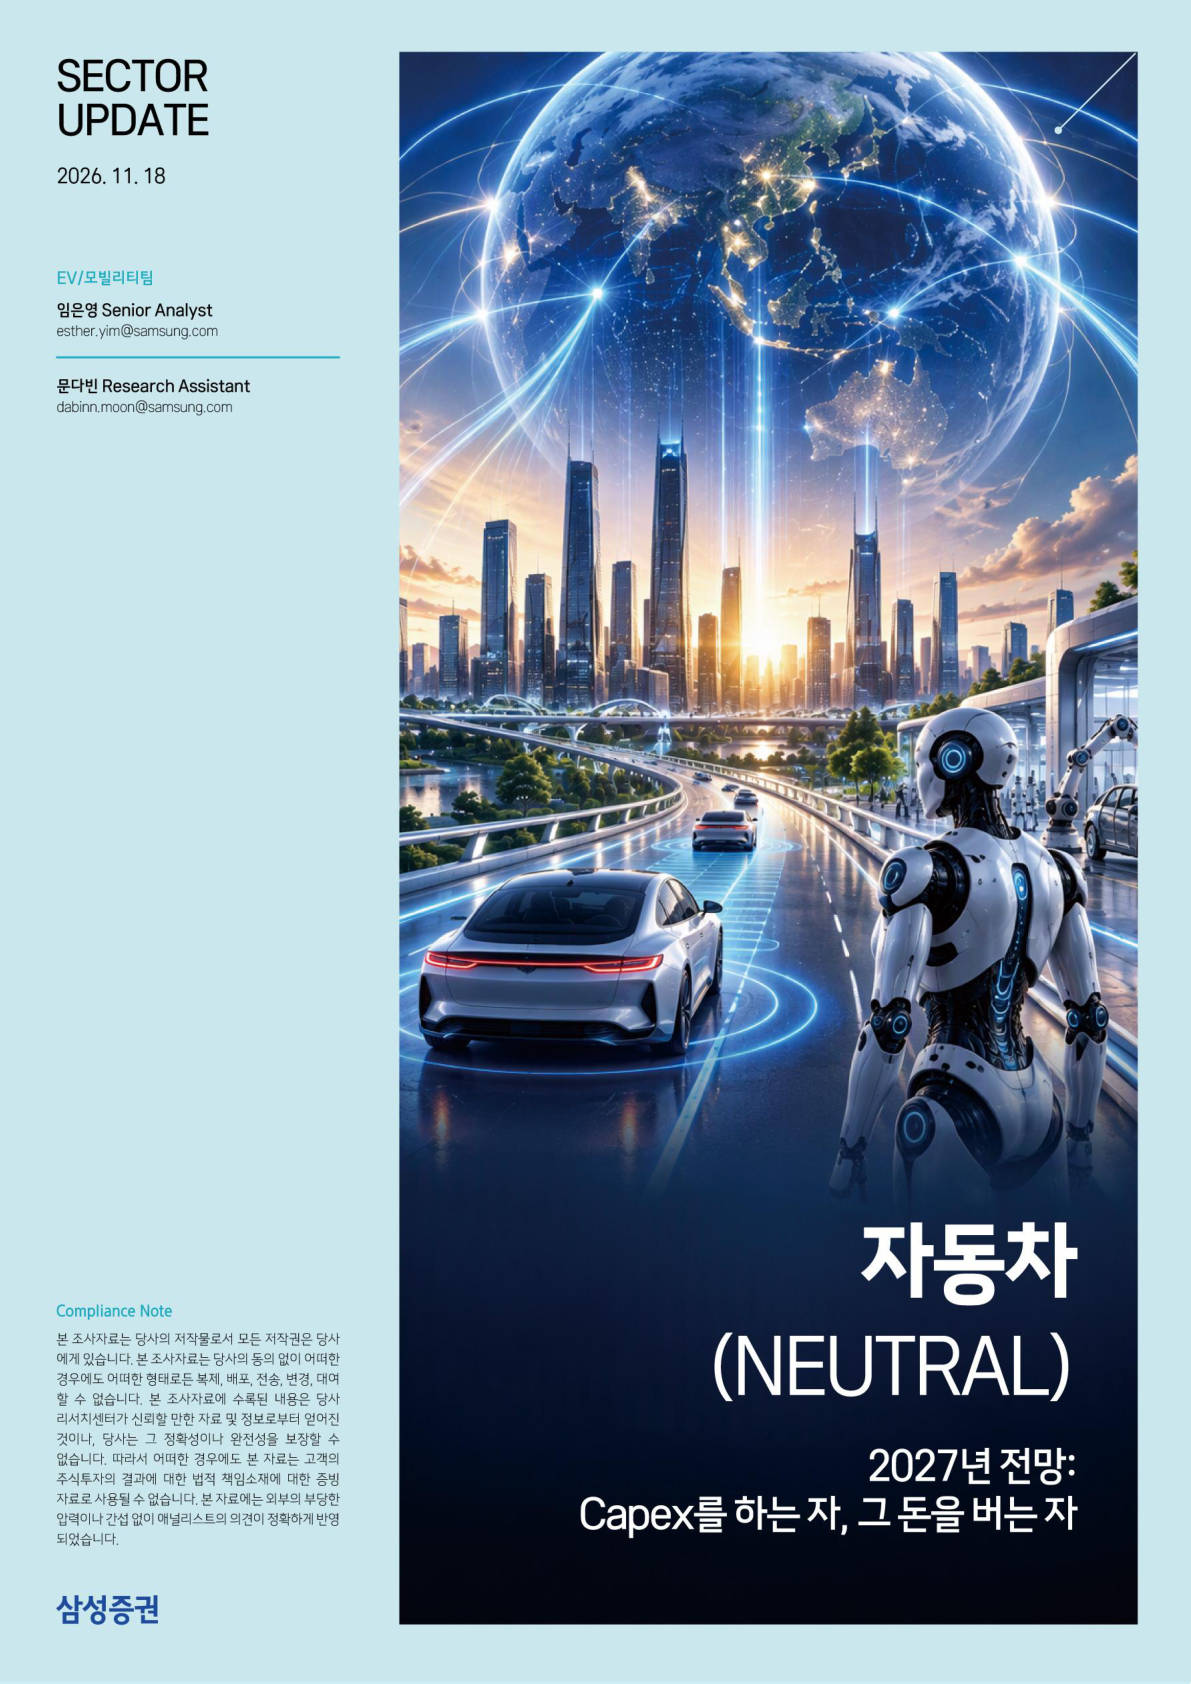 SECTOR
UPDATE
2026. 11. 18
EV/모빌리티팀
임은영 Senior Analyst
esther.yim@samsung.com
문다빈 Research Assistant
dabinn.moon@samsung.com
Compliance Note
본 조사자료는 당사의 저작물로서 모든 저작권은 당사
에게 있습니다. 본 조사자료는 당사의 동의 없이 어떠한
경우에도 어떠한 형태로든 복제, 배포, 전송, 변경, 대여
할 수 없습니다. 본 조사자료에 수록된 내용은 당사
리서치센터가 신뢰할 만한 자료 및 정보로부터 얻어진
것이나, 당사는 그 정확성이나 완전성을 보장할 수
없습니다. 따라서 어떠한 경우에도 본 자료는 고객의
주식투자의 결과에 대한 법적 책임소재에 대한 증빙
자료로 사용될 수 없습니다. 본 자료에는 외부의 부당한
압력이나 간섭 없이 애널리스트의 의견이 정확하게 반영
되었습니다.
삼성증권
자동차
(NEUTRAL)
2027년 전망:
Capex를 하는 자, 그 돈을 버는 자